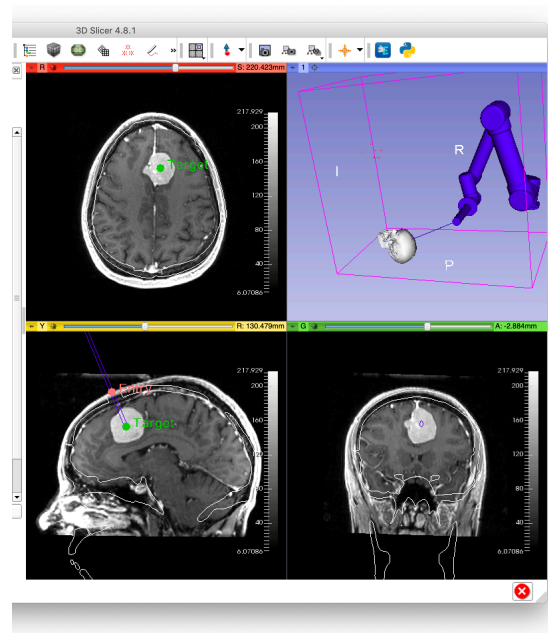 3D Slicer 4.8.1
»
R S: 220.423mm
1
217.929
200
160
120
80
40
6.07086
Target
R
I
P
Y R: 130.479mm
G A: -2.884mm
217.929
200
160
120
80
40
6.07086
Entry
Target
217.929
200
160
120
80
40
6.07086